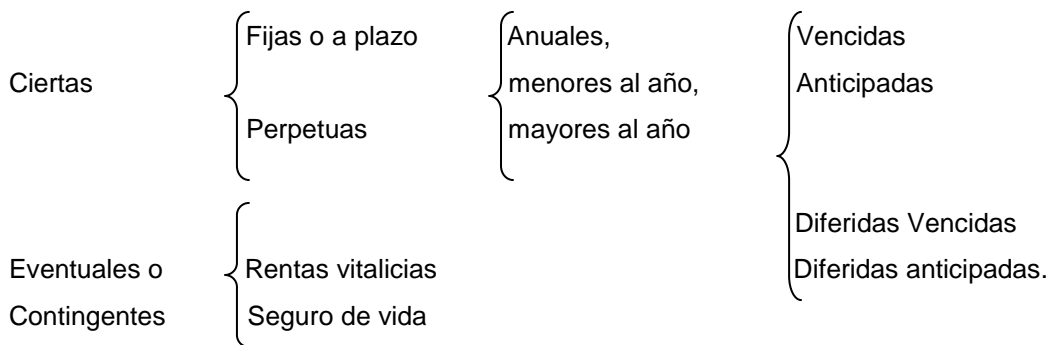 Fijas o a plazo Anuales, Vencidas
Ciertas menores al año, Anticipadas
Perpetuas mayores al año
Diferidas Vencidas
Eventuales o Rentas vitalicias Diferidas anticipadas.
Contingentes Seguro de vida